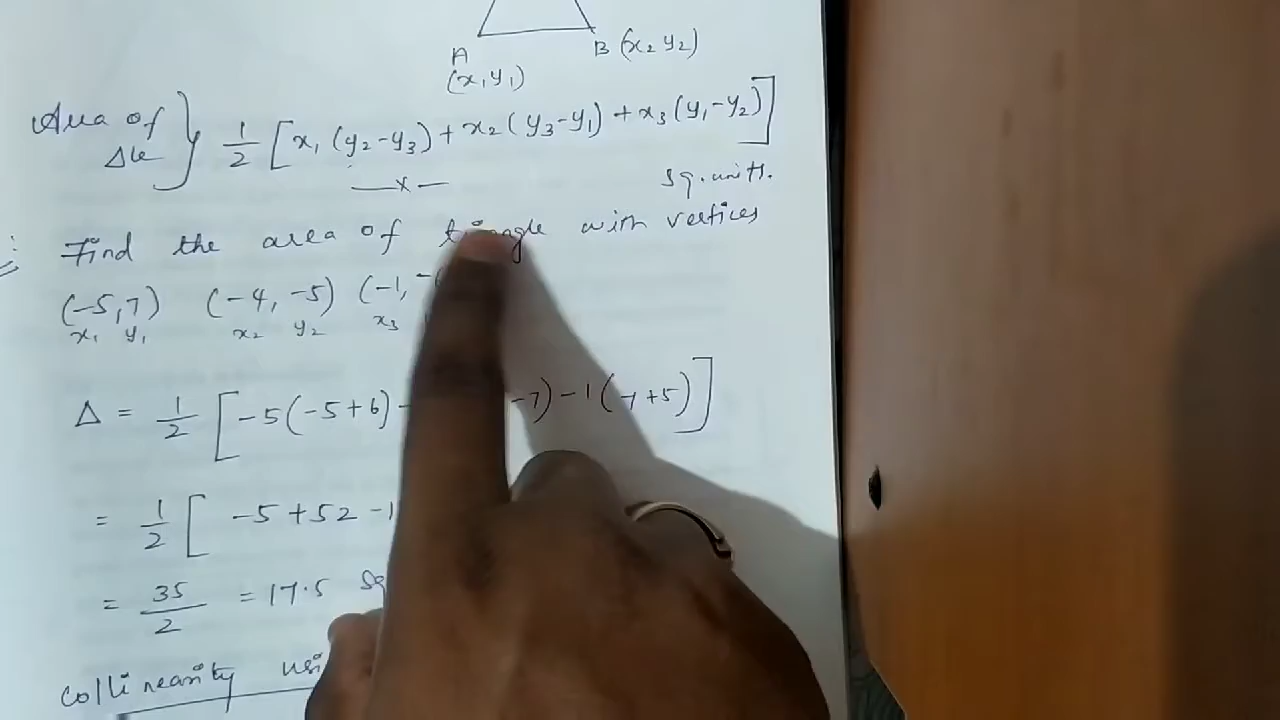 A B (x₂ y₂)
(x₁ y₁)
Area of Δle } 1/2 [x₁ (y₂-y₃) + x₂ (y₃-y₁) + x₃ (y₁-y₂)]
sq. units.
—x—
Find the area of triangle with vertices
(-5, 7) (-4, -5) (-1,
x₁ y₁ x₂ y₂ x₃
Δ = 1/2 [-5(-5+6) -7) -1( +5)]
= 1/2 [ -5 +52 -1
= 35/2 = 17.5 Sq
Collinearity